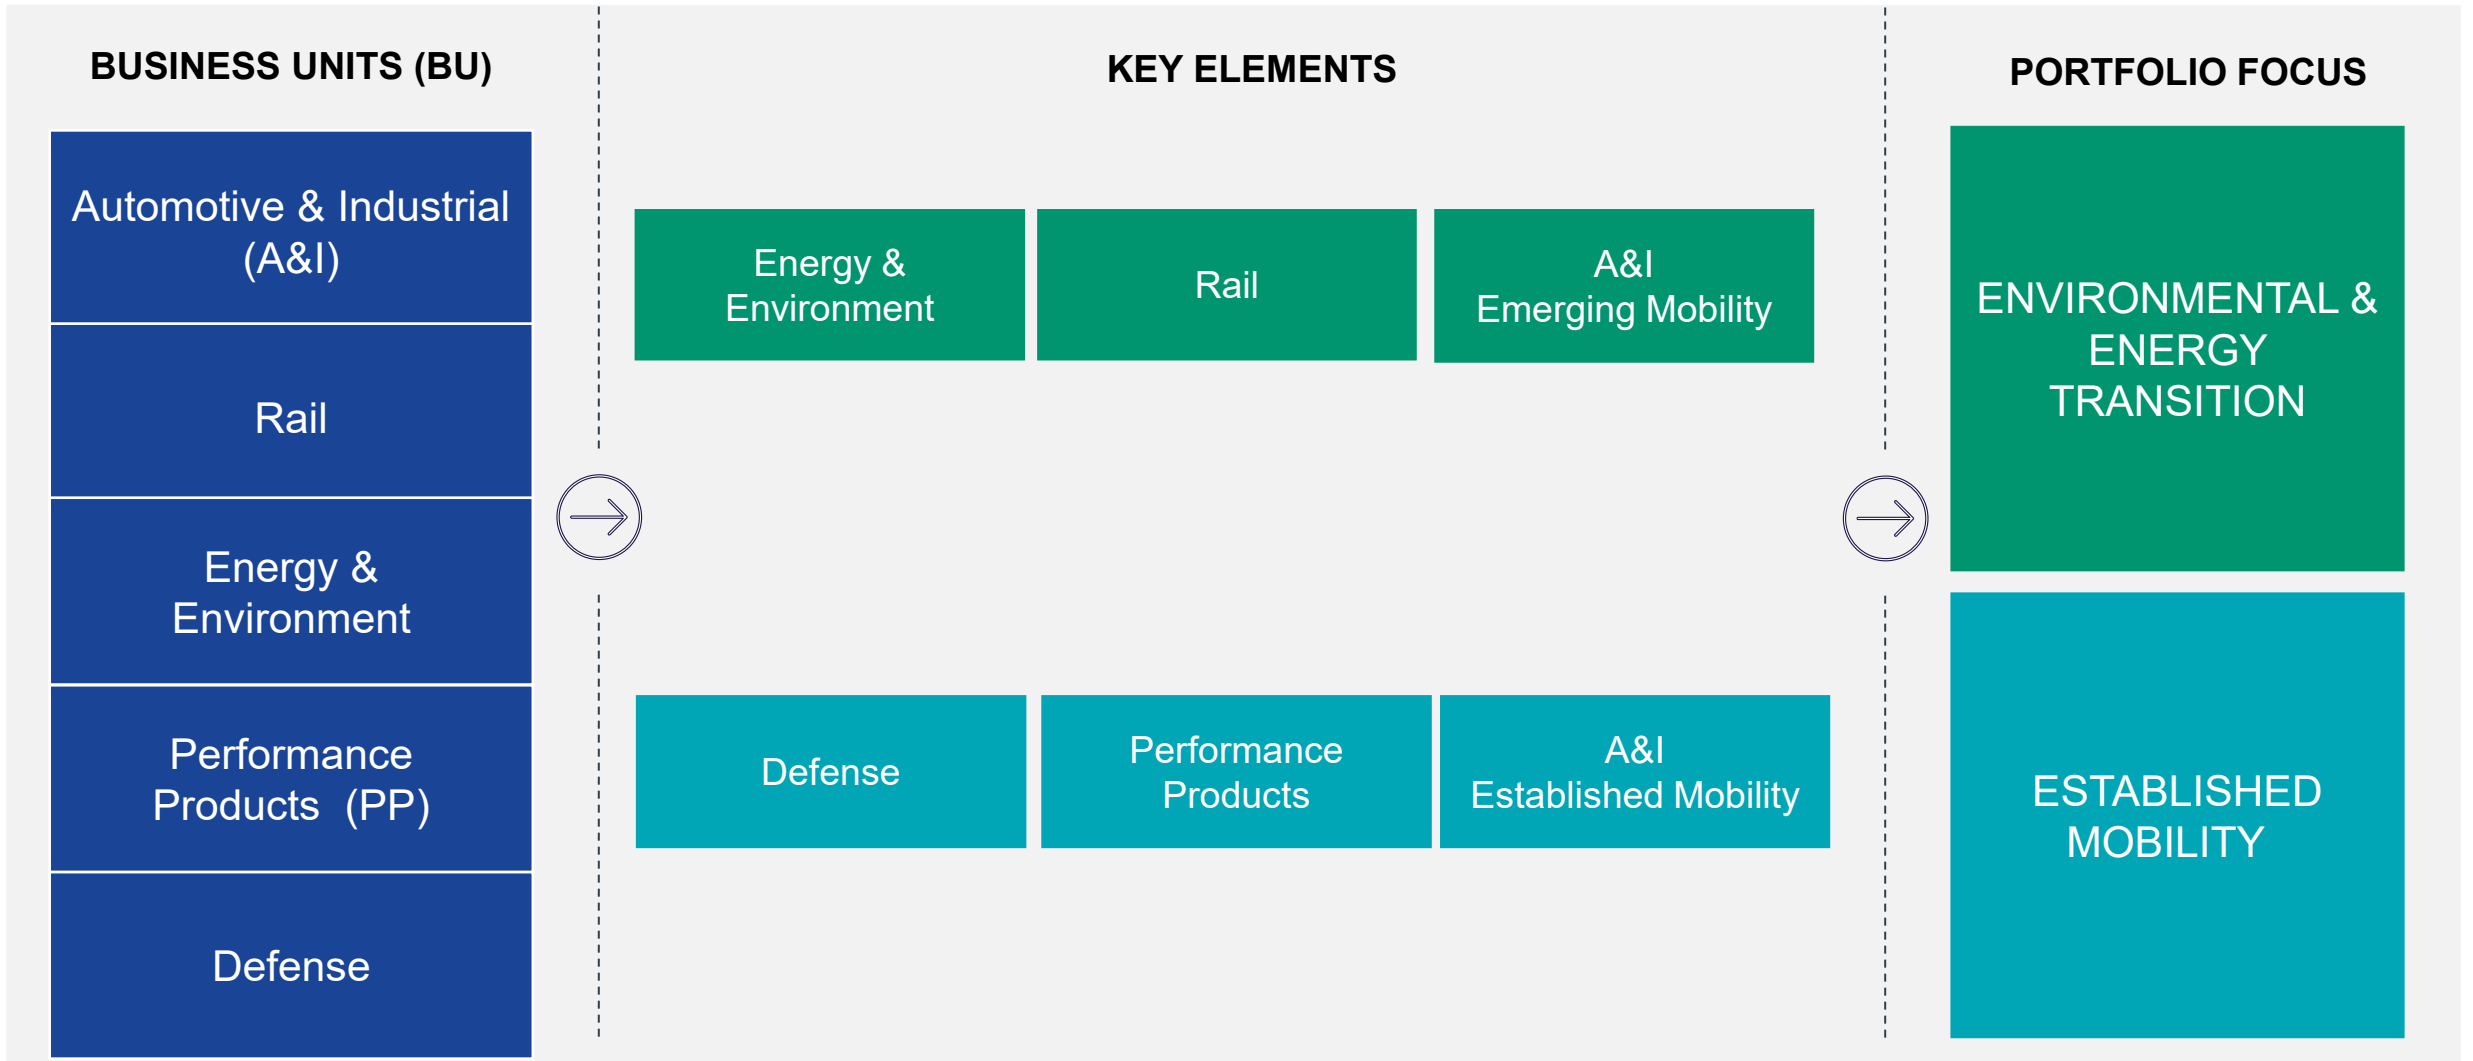 BUSINESS UNITS (BU)
Automotive & Industrial
(A&I)
Rail
Energy &
Environment
Performance
Products (PP)
Defense
KEY ELEMENTS
Energy &
Environment
Rail
A&I
Emerging Mobility
Defense
Performance
Products
A&I
Established Mobility
PORTFOLIO FOCUS
ENVIRONMENTAL &
ENERGY
TRANSITION
ESTABLISHED
MOBILITY